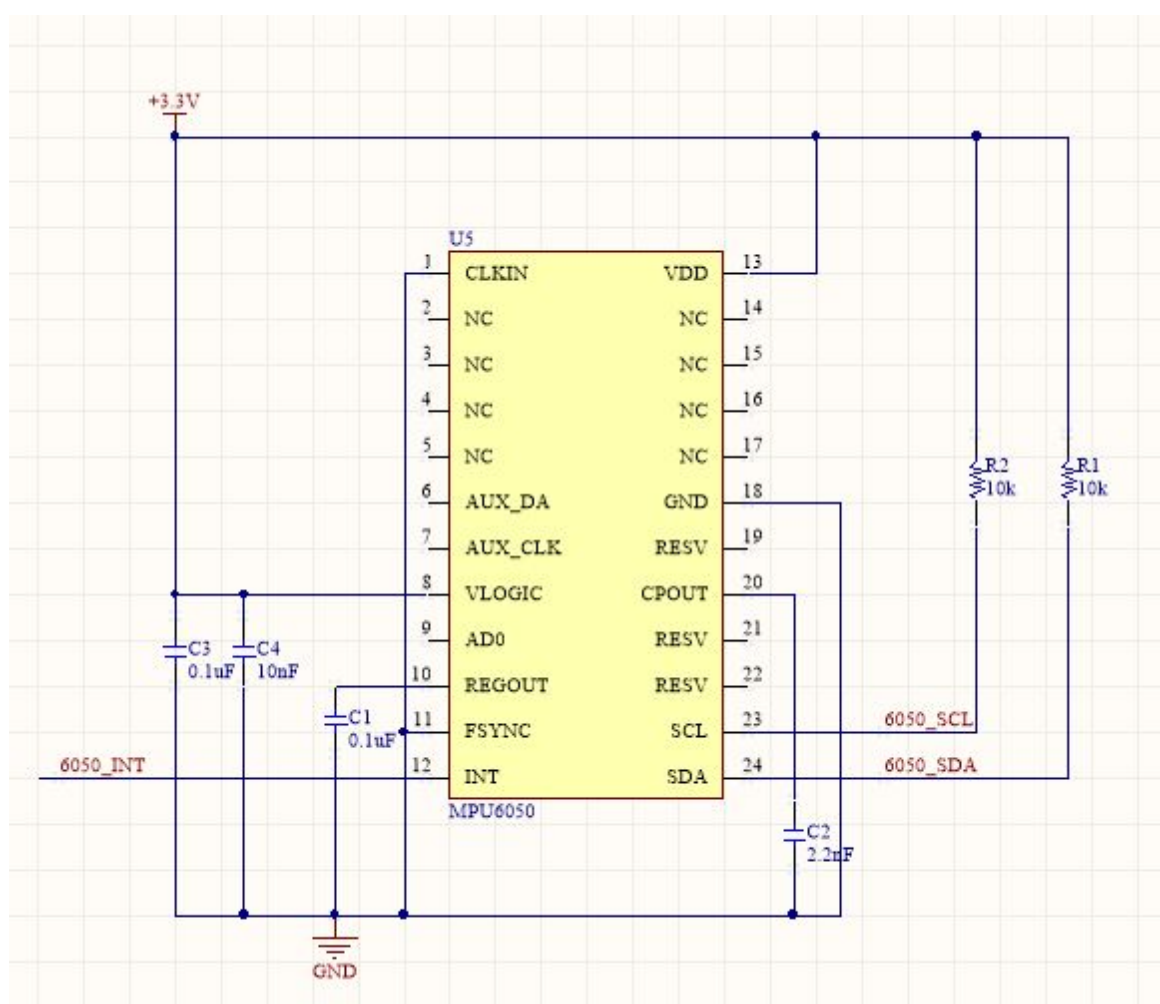 +3.3V
U5
1 CLKIN VDD 13
2 NC NC 14
3 NC NC 15
4 NC NC 16
5 NC NC 17
6 AUX_DA GND 18
7 AUX_CLK RESV 19
8 VLOGIC CPOUT 20
9 AD0 RESV 21
10 REGOUT RESV 22
11 FSYNC SCL 23
12 INT SDA 24
MPU6050
R2
10k
R1
10k
C3
0.1uF
C4
10nF
C1
0.1uF
6050_INT
6050_SCL
6050_SDA
C2
2.2nF
GND